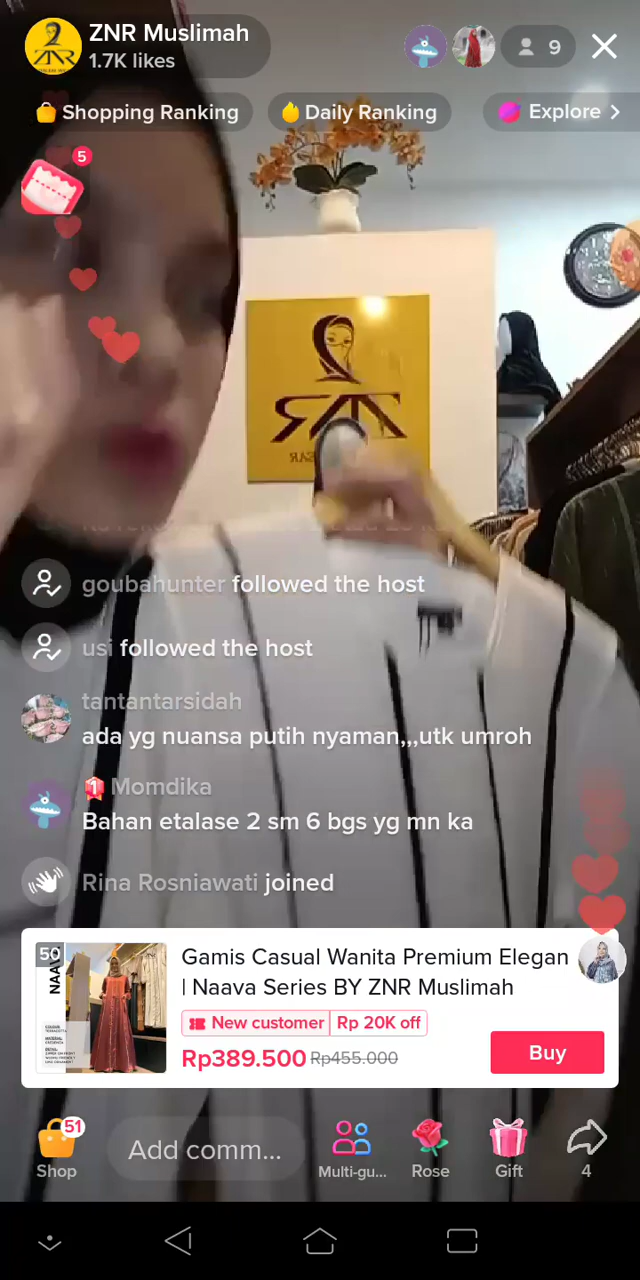 ZNR Muslimah
1.7K likes
9
Shopping Ranking
Daily Ranking
Explore
5
goubahunter followed the host
usi followed the host
tantantarsidah
ada yg nuansa putih nyaman,,,utk umroh
1 Momdika
Bahan etalase 2 sm 6 bgs yg mn ka
Rina Rosniawati joined
50
Gamis Casual Wanita Premium Elegan
| Naava Series BY ZNR Muslimah
New customer Rp 20K off
Rp389.500 Rp455.000
Buy
51
Shop
Add comm...
Multi-gu...
Rose
Gift
4